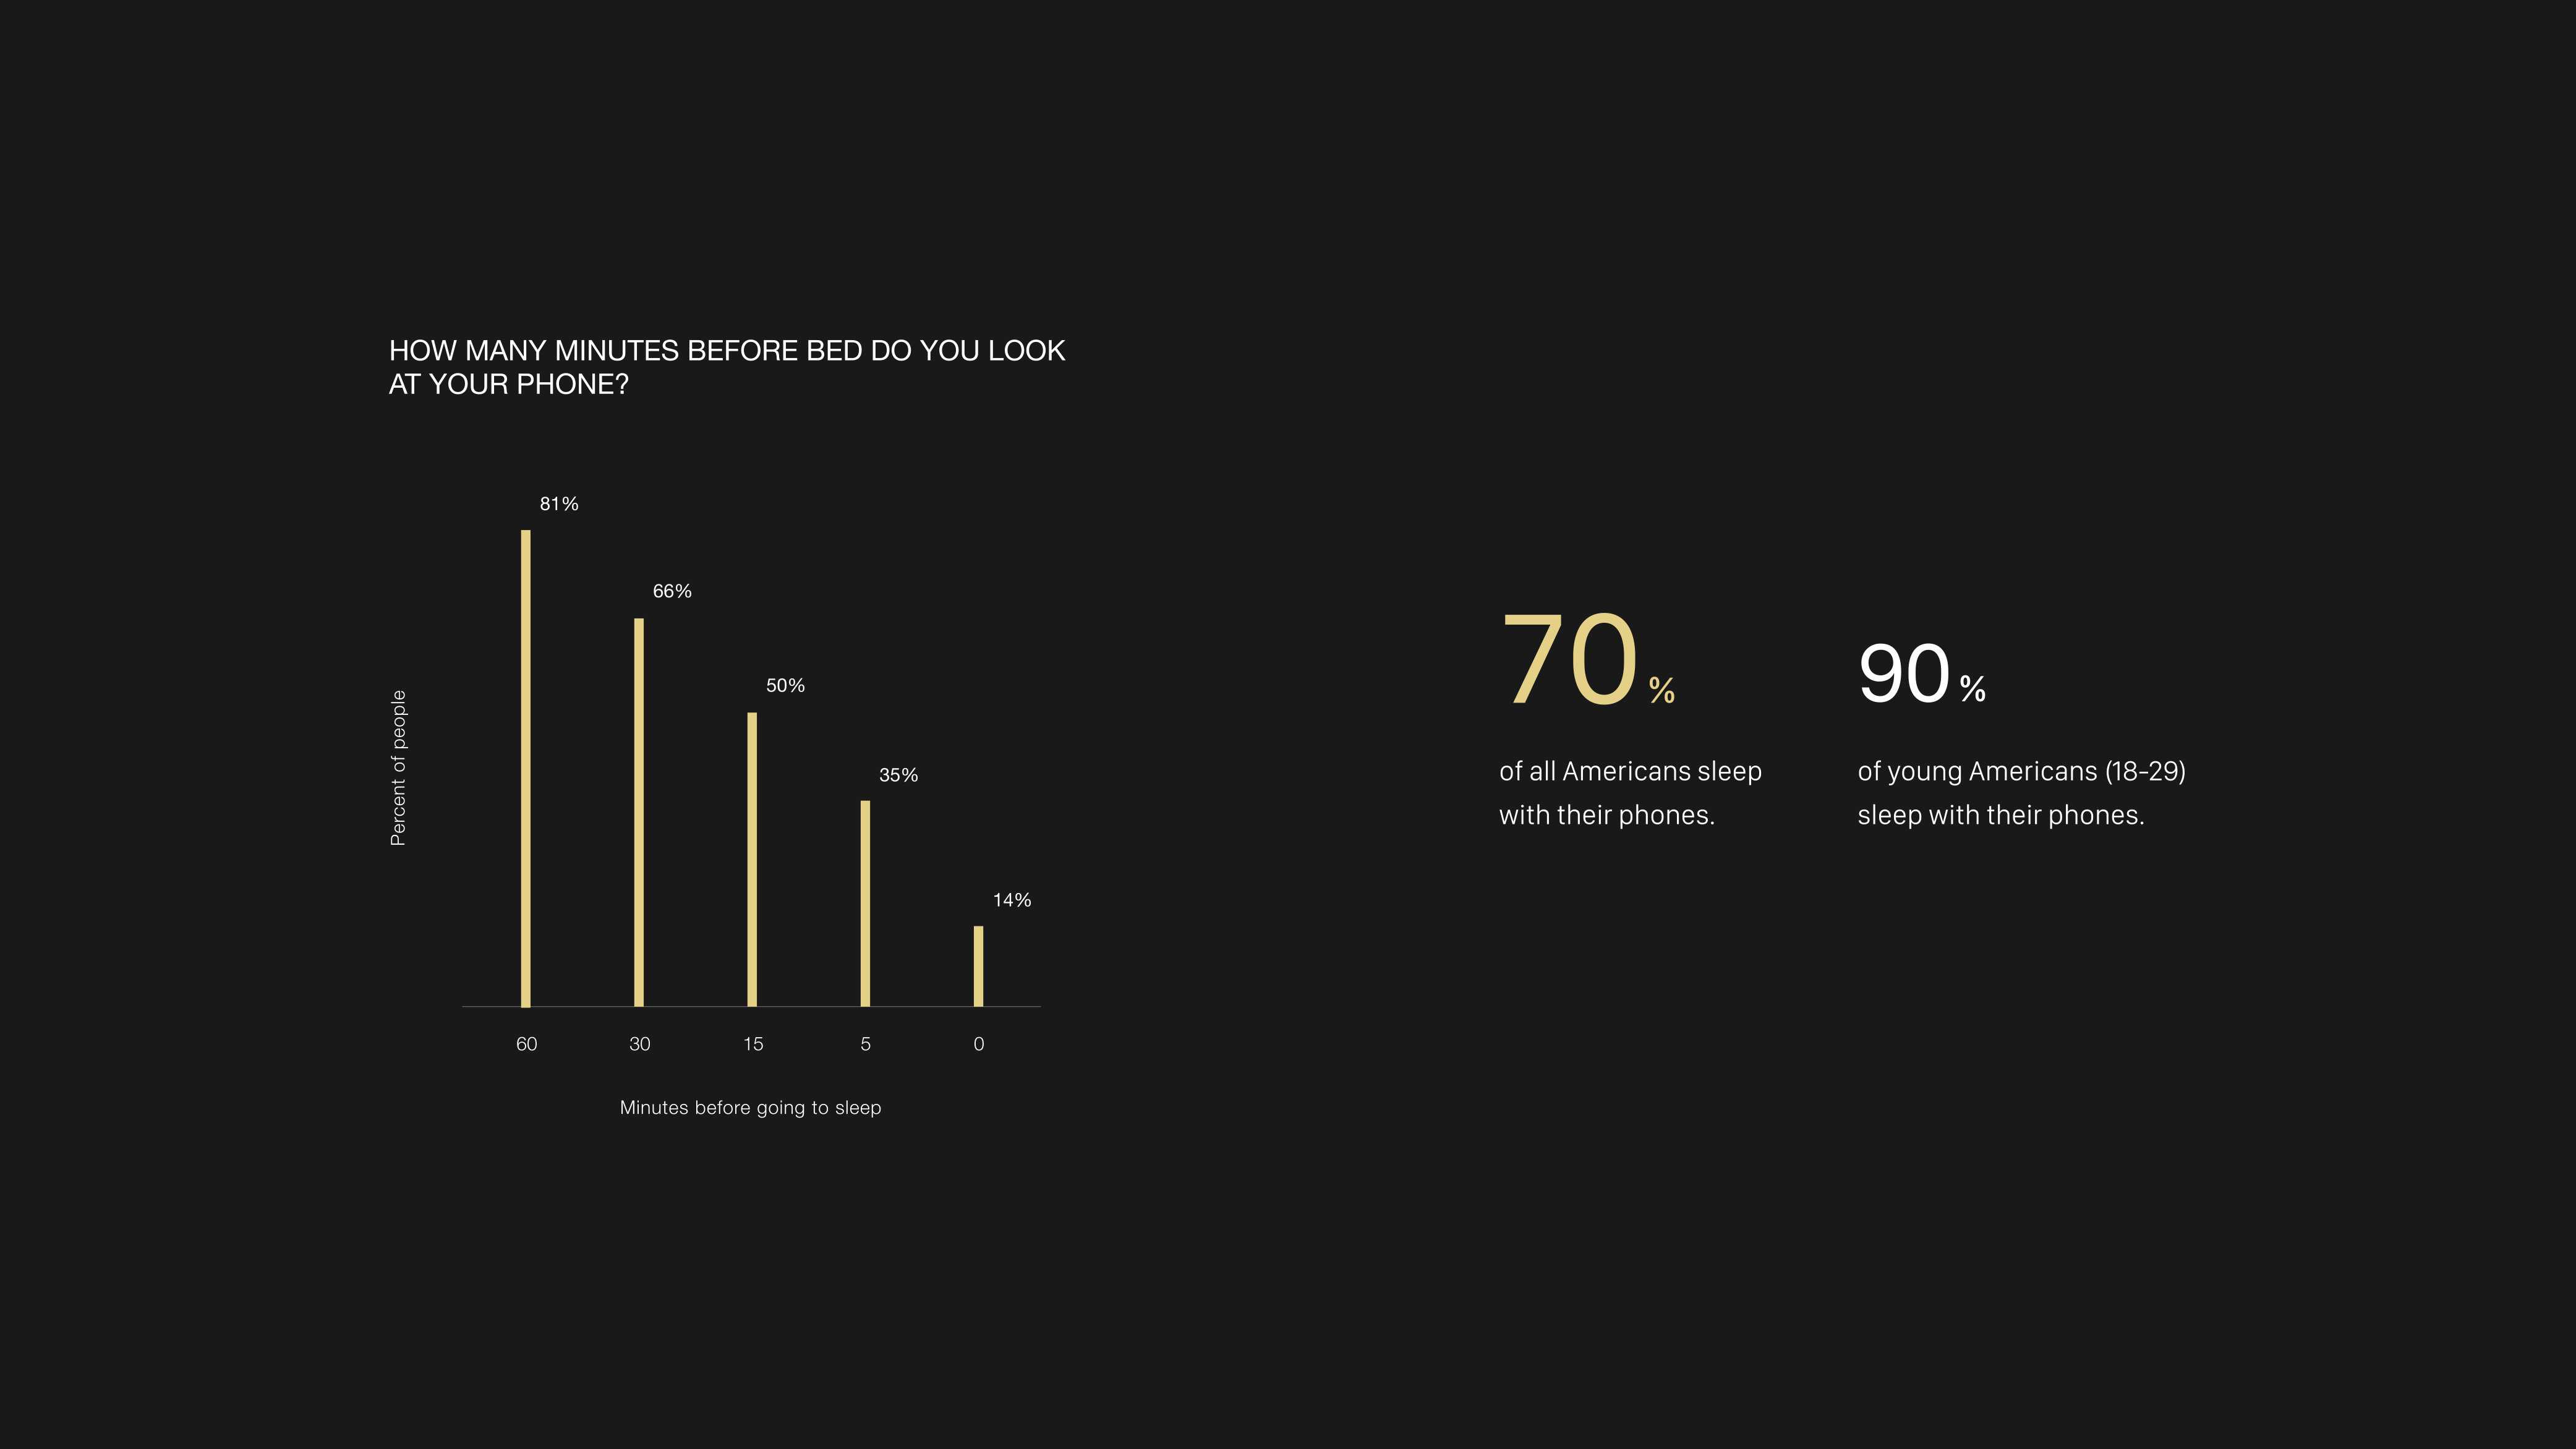 HOW MANY MINUTES BEFORE BED DO YOU LOOK
AT YOUR PHONE?
Percent of people
81%
66%
50%
35%
14%
60 30 15 5 0
Minutes before going to sleep
70%
of all Americans sleep
with their phones.
90%
of young Americans (18-29)
sleep with their phones.